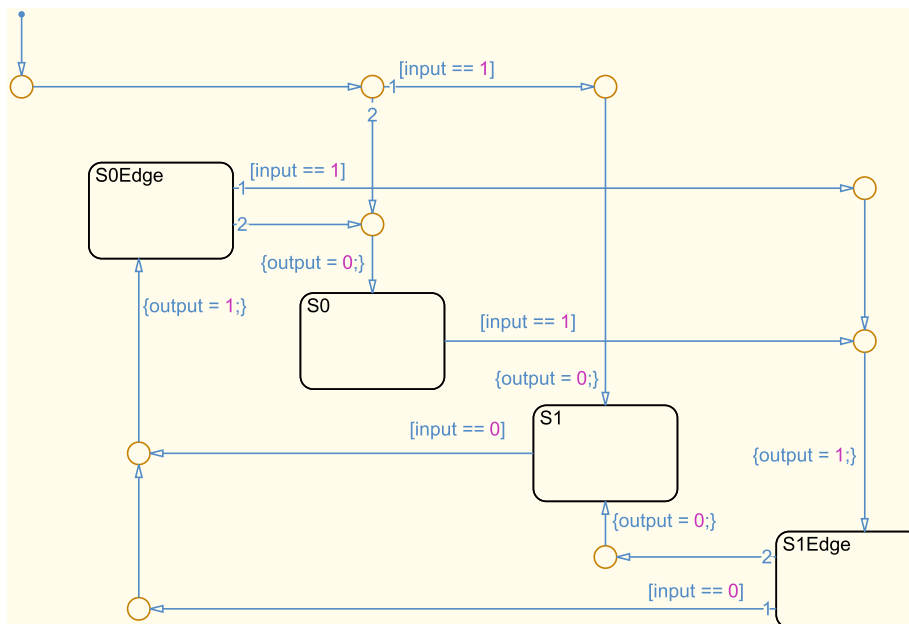 [input == 1]
1
2
S0Edge
[input == 1]
1
2
{output = 0;}
S0
{output = 1;}
[input == 1]
{output = 0;}
S1
[input == 0]
{output = 1;}
{output = 0;}
S1Edge
2
[input == 0]
1